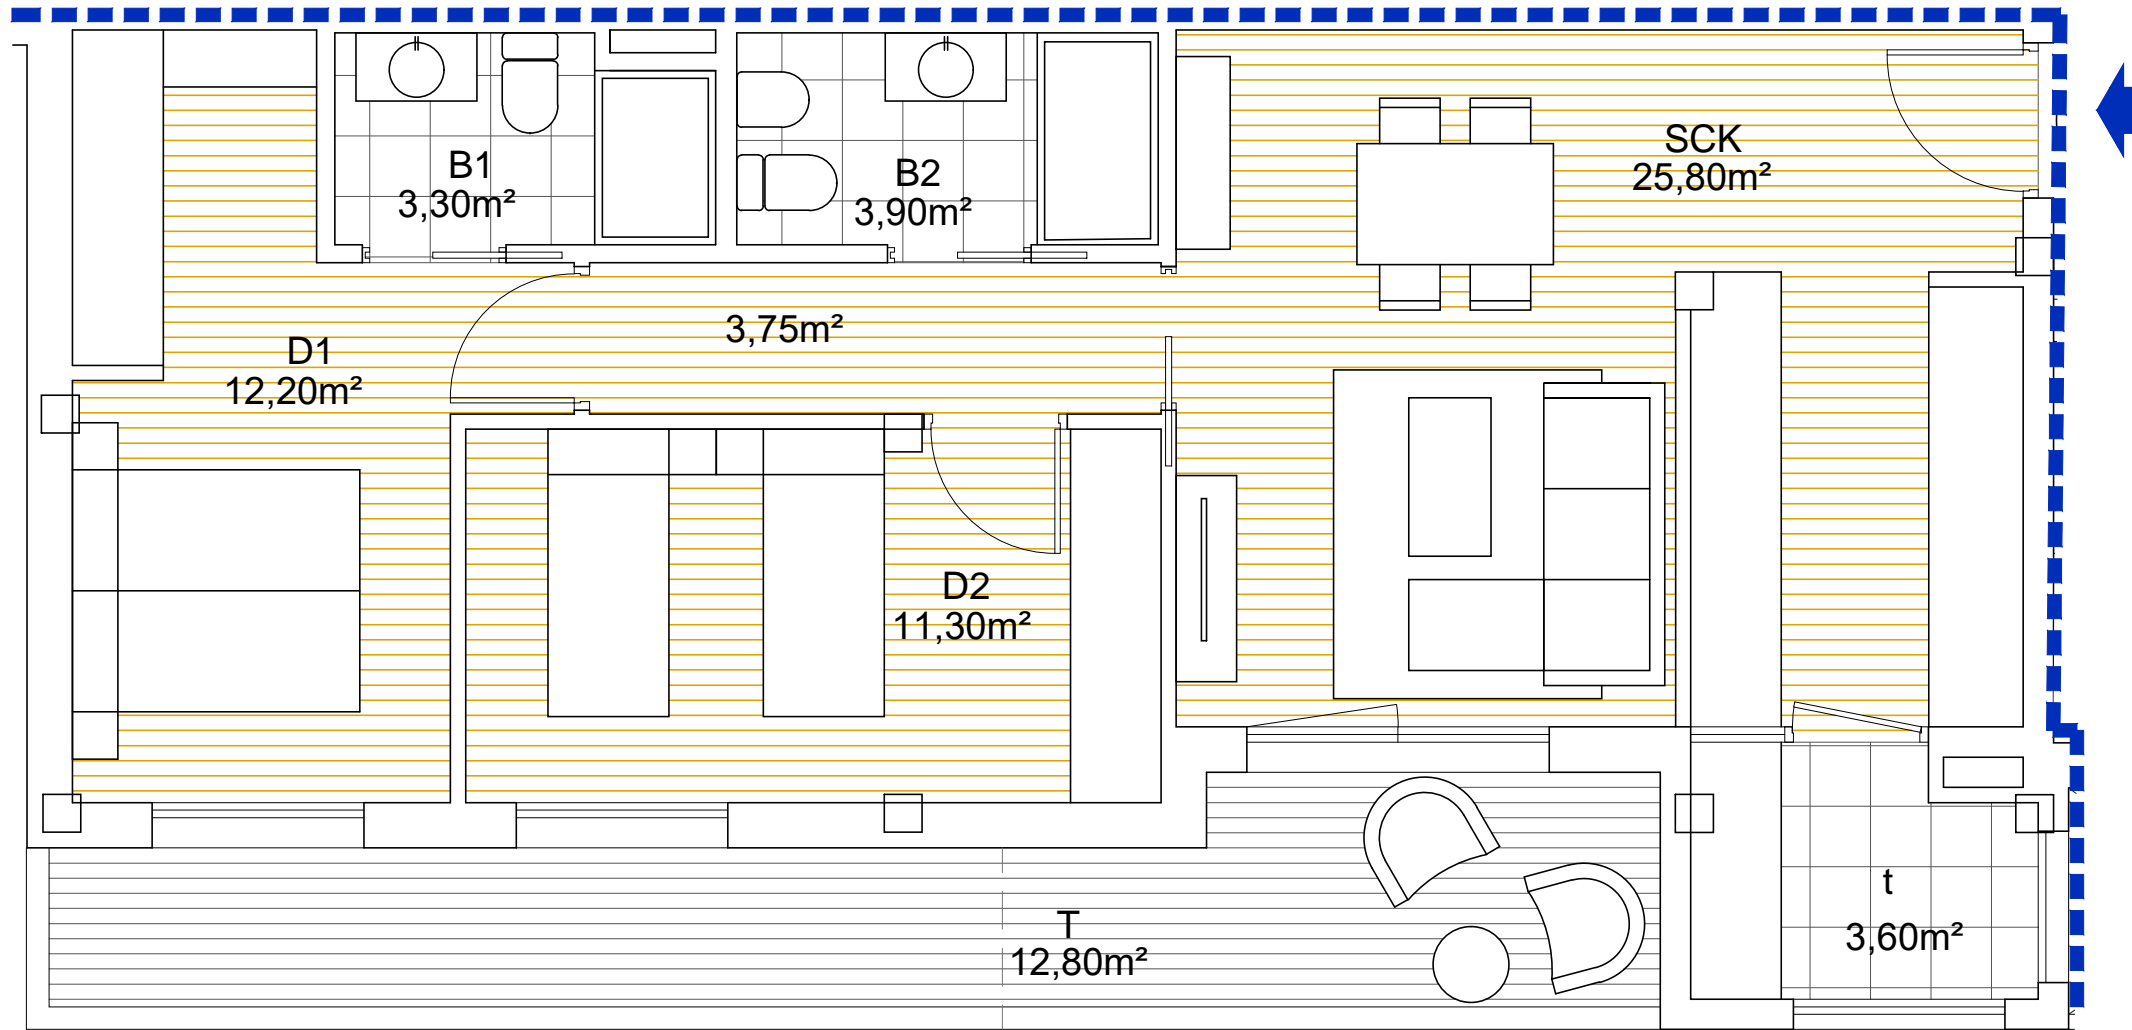 B1
3,30m²
B2
3,90m²
SCK
25,80m²
3,75m²
D1
12,20m²
D2
11,30m²
t
3,60m²
T
12,80m²